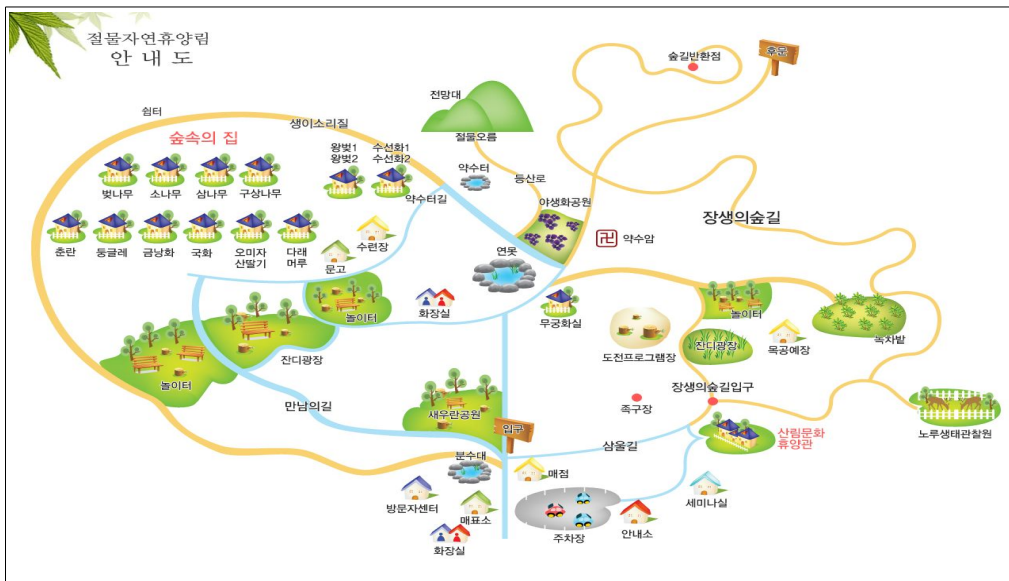 절물자연휴양림
안 내 도
숲길반환점
후문
전망대
절물오름
쉼터
생이소리질
숲속의 집
왕벚1
왕벚2
수선화1
수선화2
약수터
등산로
벚나무
소나무
삼나무
구상나무
약수터길
야생화공원
장생의숲길
춘란
둥글레
금낭화
국화
오미자
산딸기
다래
머루
수련장
문고
연못
卍
약수암
놀이터
화장실
무궁화실
도전프로그램장
놀이터
잔디광장
목공예장
녹차밭
놀이터
잔디광장
만남의길
새우란공원
입구
족구장
장생의숲길입구
산림문화
휴양관
노루생태관찰원
삼울길
분수대
매점
방문자센터
매표소
화장실
주차장
안내소
세미나실